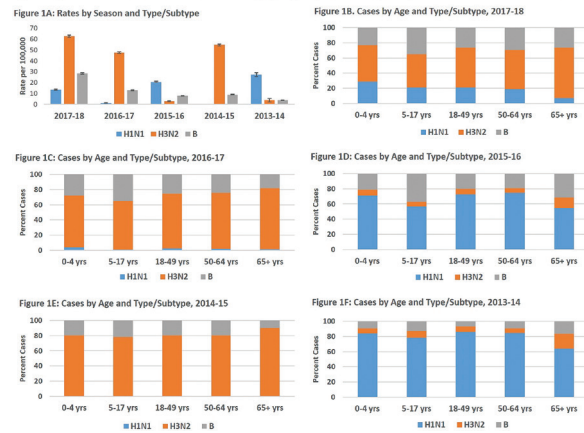 Figure 1A: Rates by Season and Type/Subtype
Rate per 100,000
70
60
50
40
30
20
10
0
2017-18 2016-17 2015-16 2014-15 2013-14
H1N1 H3N2 B
Figure 1B. Cases by Age and Type/Subtype, 2017-18
Percent Cases
100
80
60
40
20
0
0-4 yrs 5-17 yrs 18-49 yrs 50-64 yrs 65+ yrs
H1N1 H3N2 B
Figure 1C: Cases by Age and Type/Subtype, 2016-17
Percent Cases
100
80
60
40
20
0
0-4 yrs 5-17 yrs 18-49 yrs 50-64 yrs 65+ yrs
H1N1 H3N2 B
Figure 1D: Cases by Age and Type/Subtype, 2015-16
Percent Cases
100
80
60
40
20
0
0-4 yrs 5-17 yrs 18-49 yrs 50-64 yrs 65+ yrs
H1N1 H3N2 B
Figure 1E: Cases by Age and Type/Subtype, 2014-15
Percent Cases
100
80
60
40
20
0
0-4 yrs 5-17 yrs 18-49 yrs 50-64 yrs 65+ yrs
H1N1 H3N2 B
Figure 1F: Cases by Age and Type/Subtype, 2013-14
Percent Cases
100
80
60
40
20
0
0-4 yrs 5-17 yrs 18-49 yrs 50-64 yrs 65+ yrs
H1N1 H3N2 B